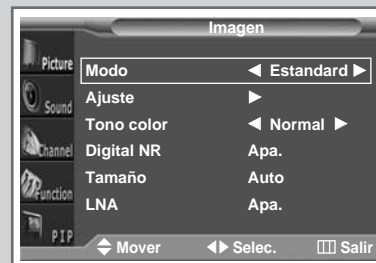 Imagen
Picture
Sound
Channel
Function
PIP
Modo ◀ Estandard ▶
Ajuste ▶
Tono color ◀ Normal ▶
Digital NR Apa.
Tamaño Auto
LNA Apa.
Mover Selec. Salir